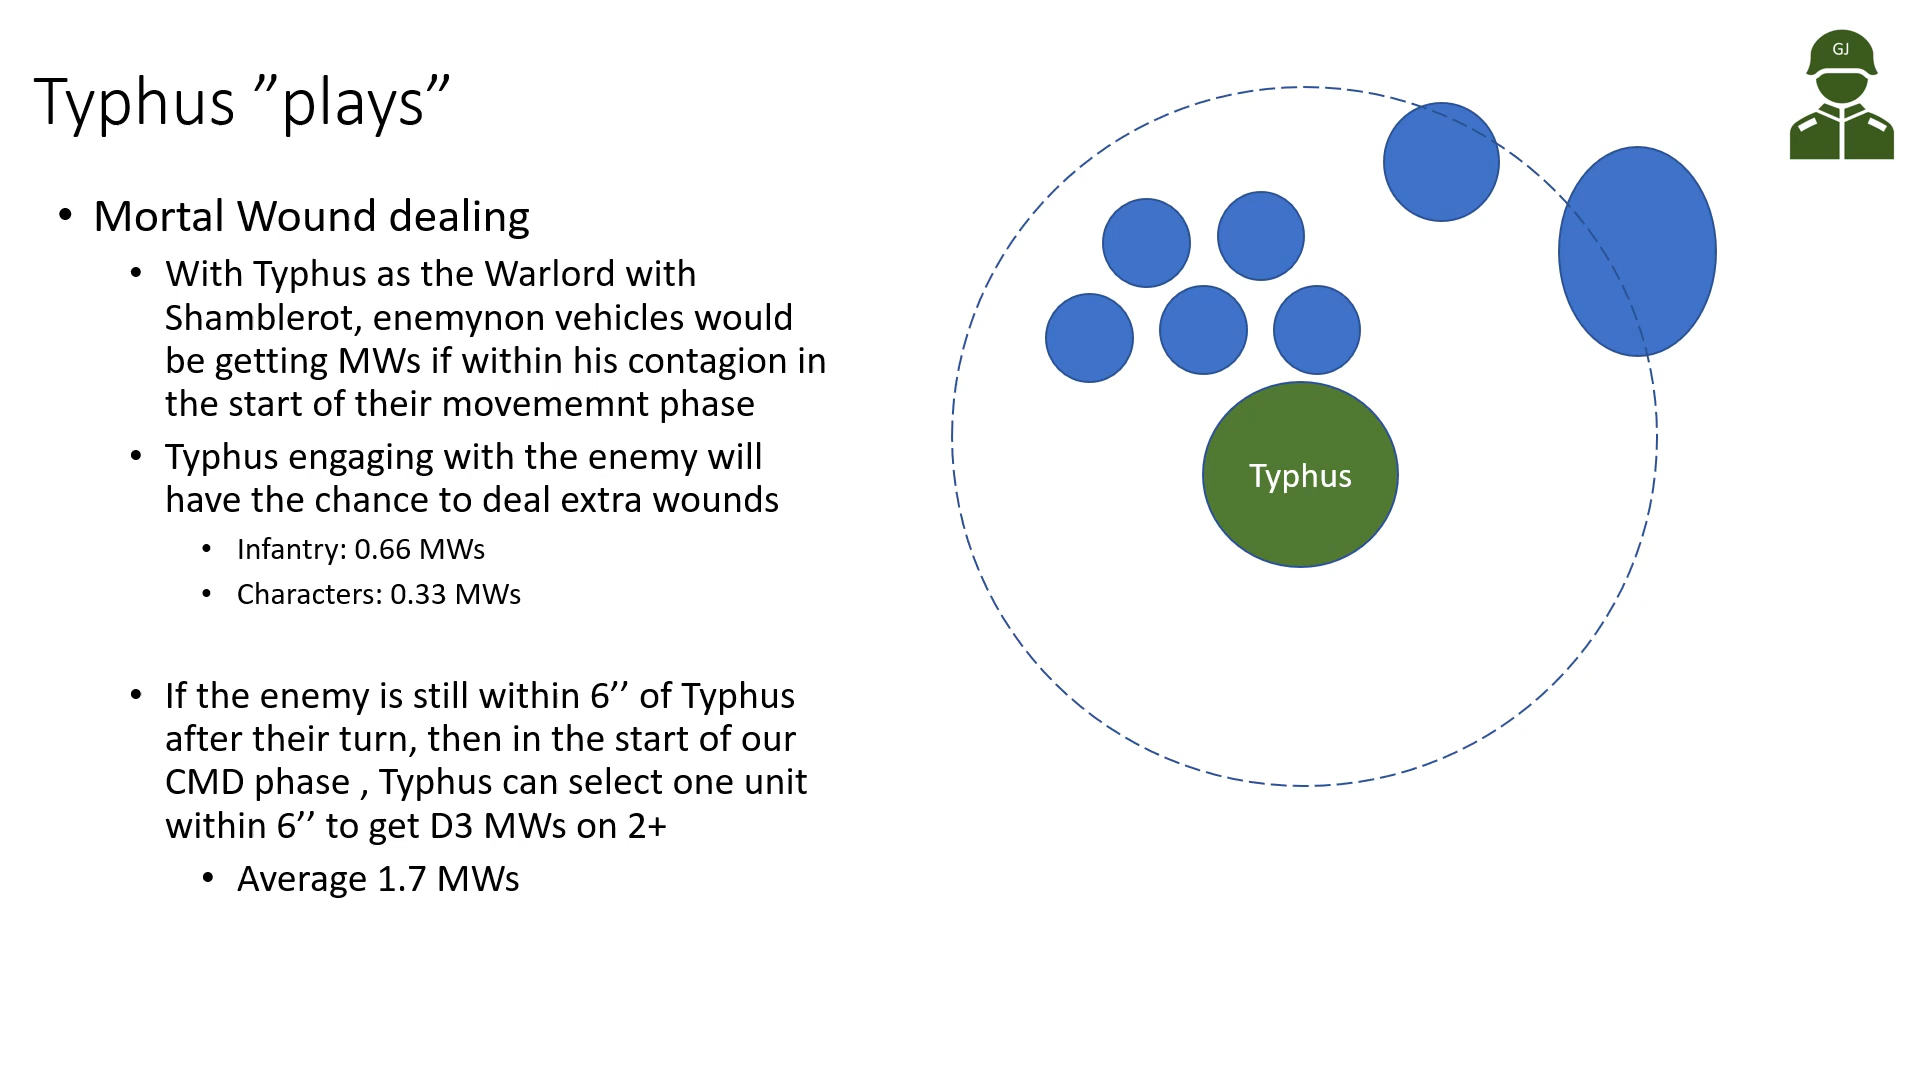 GJ
Typhus ”plays”
• Mortal Wound dealing
• With Typhus as the Warlord with
Shamblerot, enemynon vehicles would
be getting MWs if within his contagion in
the start of their movememnt phase
• Typhus engaging with the enemy will
have the chance to deal extra wounds
• Infantry: 0.66 MWs
• Characters: 0.33 MWs
• If the enemy is still within 6’’ of Typhus
after their turn, then in the start of our
CMD phase , Typhus can select one unit
within 6’’ to get D3 MWs on 2+
• Average 1.7 MWs
Typhus